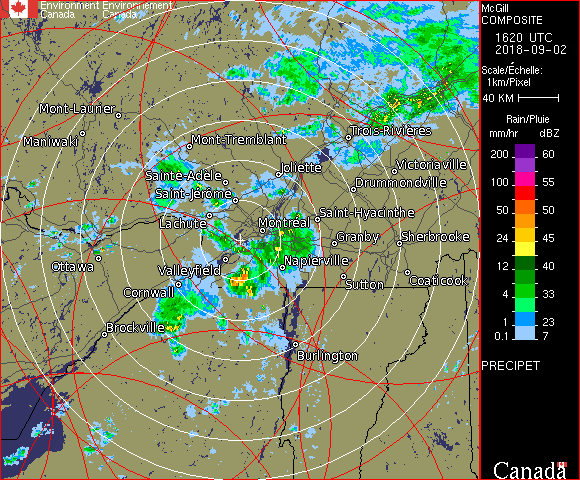 Environment Environnement
Canada Canada
McGill
COMPOSITE
1620 UTC
2018-09-02
Scale/Échelle:
1km/Pixel
40 KM
Rain/Pluie
mm/hr dBZ
200 60
150 57
100 55
50 50
24 45
12 40
4 33
1 23
0.1 7
PRECIPET
Canada
Mont-Laurier
Maniwaki
Mont-Tremblant
Trois-Rivières
Sainte-Adèle
Joliette
Victoriaville
Saint-Jérôme
Drummondville
Lachute
Montréal
Saint-Hyacinthe
Granby
Sherbrooke
Ottawa
Valleyfield
Napierville
Cornwall
Sutton
Coaticook
Brockville
Burlington